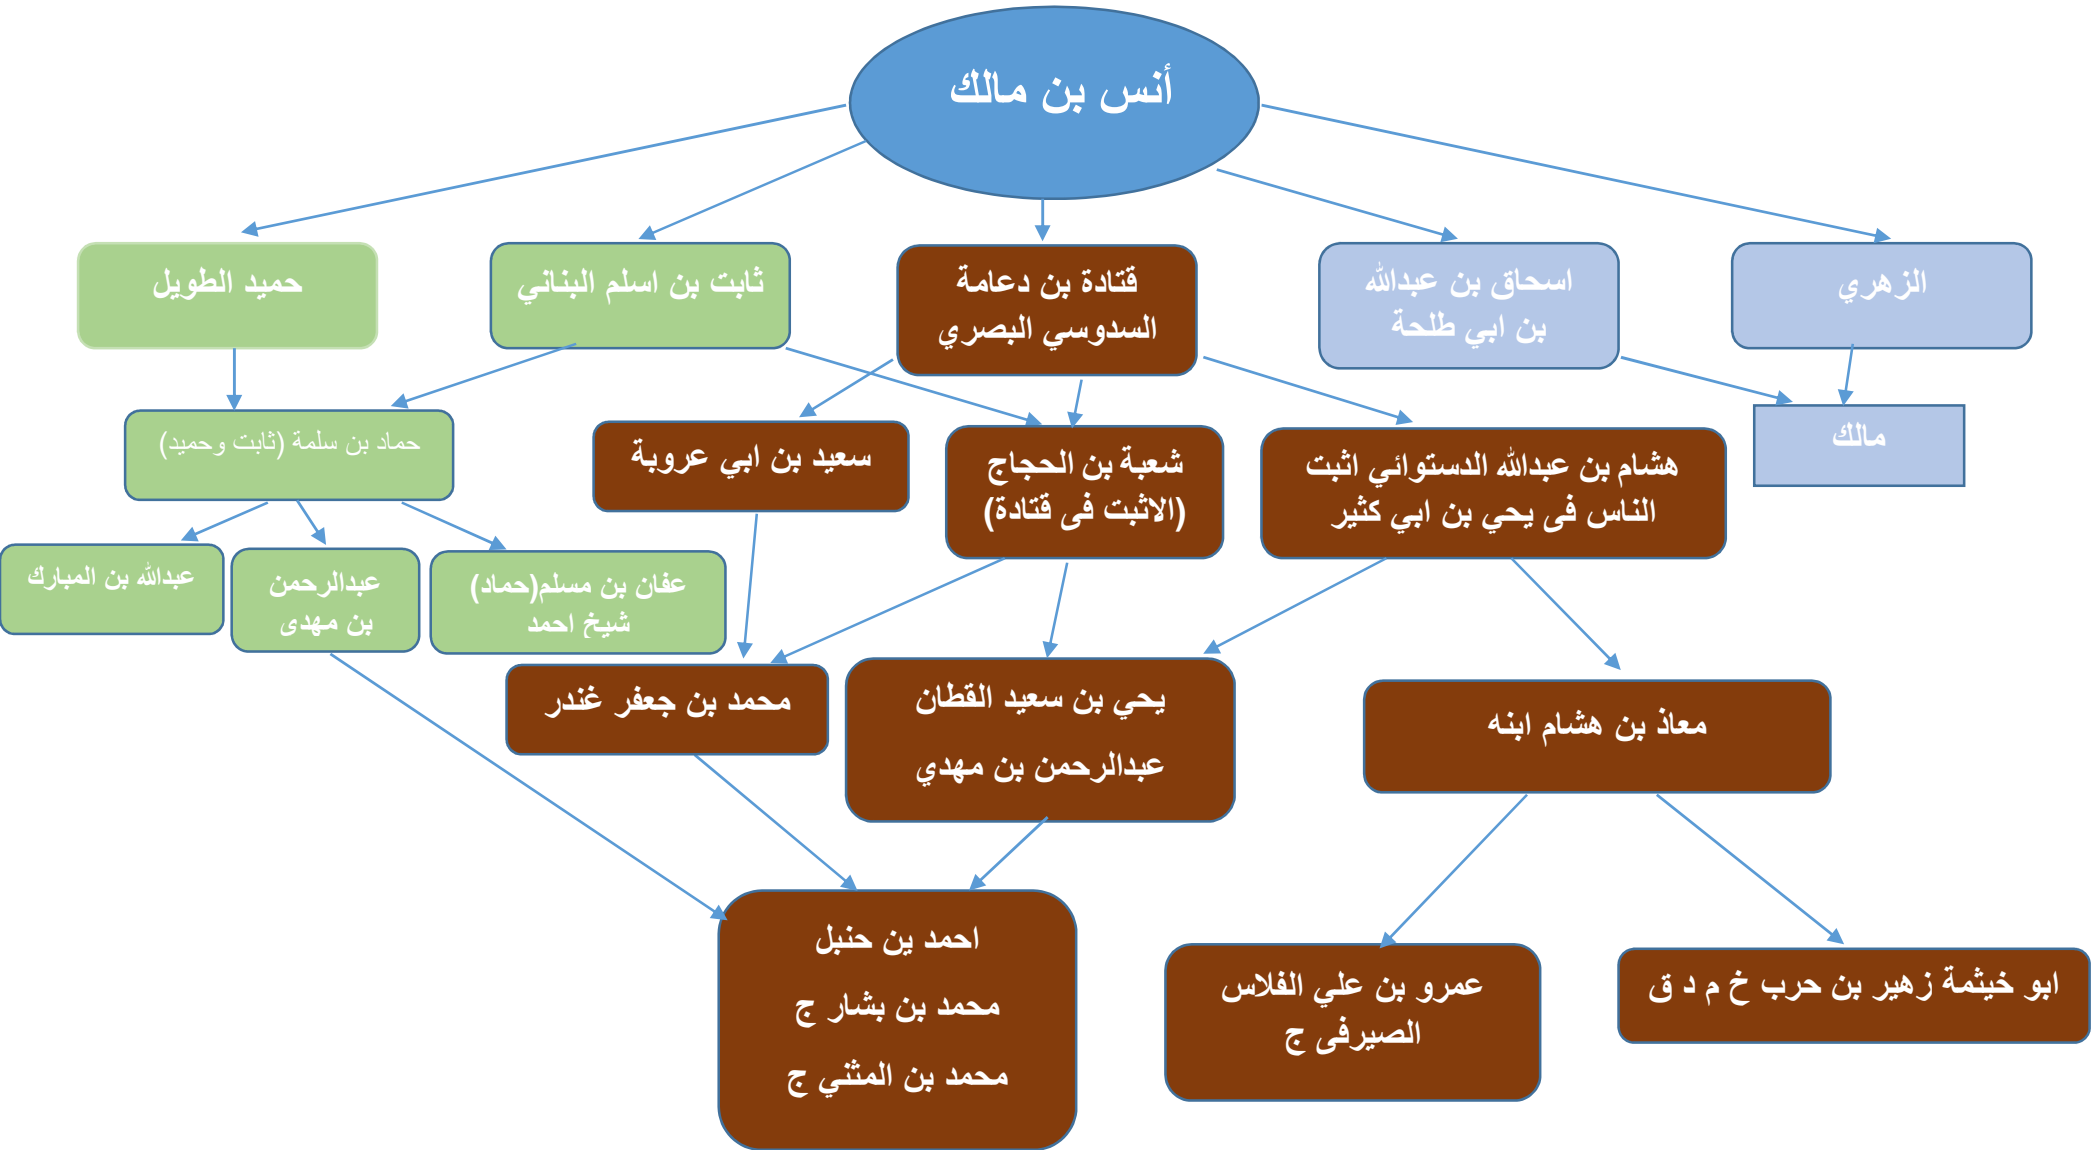 أنس بن مالك
الزهري
اسحاق بن عبدالله
بن ابي طلحة
قتادة بن دعامة
السدوسي البصري
ثابت بن اسلم البناني
حميد الطويل
مالك
هشام بن عبدالله الدستوائي اثبت
الناس فى يحي بن ابي كثير
شعبة بن الحجاج
(الاثبت فى قتادة)
سعيد بن ابي عروبة
حماد بن سلمة (ثابت وحميد)
عفان بن مسلم(حماد)
شيخ احمد
عبدالرحمن
بن مهدى
عبدالله بن المبارك
معاذ بن هشام ابنه
يحي بن سعيد القطان
عبدالرحمن بن مهدي
محمد بن جعفر غندر
ابو خيثمة زهير بن حرب خ م د ق
عمرو بن علي الفلاس
الصيرفى ج
احمد ين حنبل
محمد بن بشار ج
محمد بن المثني ج